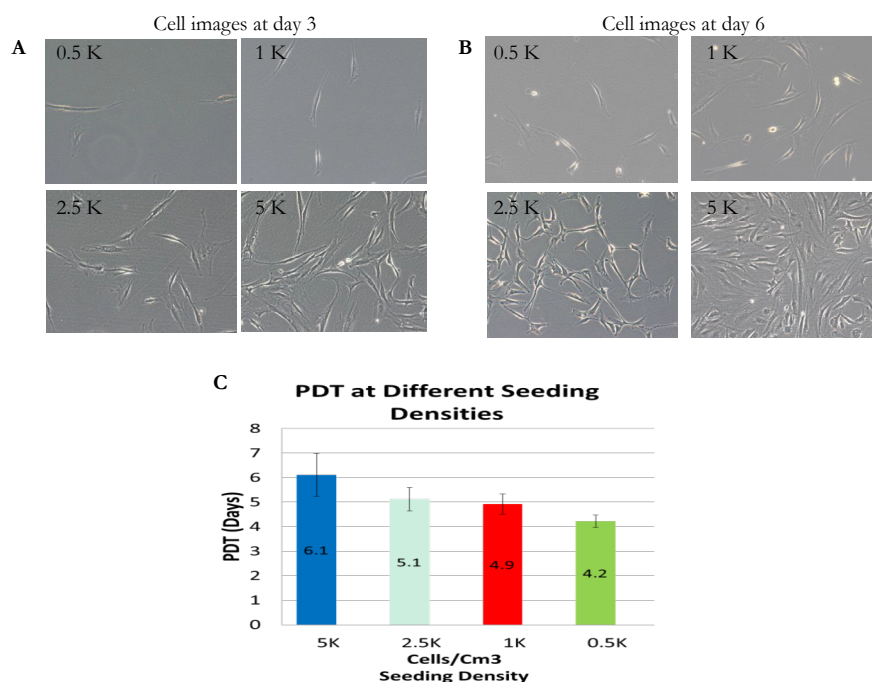 Cell images at day 3
A
0.5 K
1 K
2.5 K
5 K
Cell images at day 6
B
0.5 K
1 K
2.5 K
5 K
C
PDT at Different Seeding
Densities
PDT (Days)
8
7
6
5
4
3
2
1
0
6.1
5.1
4.9
4.2
5K
2.5K
1K
0.5K
Cells/Cm3
Seeding Density